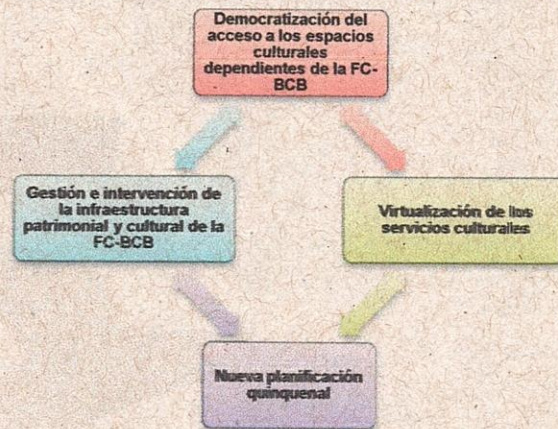 Democratización del
acceso a los espacios
culturales
dependientes de la FC-
BCB
Gestión e intervención de
la infraestructura
patrimonial y cultural de la
FC-BCB
Virtualización de los
servicios culturales
Nueva planificación
quinquenal